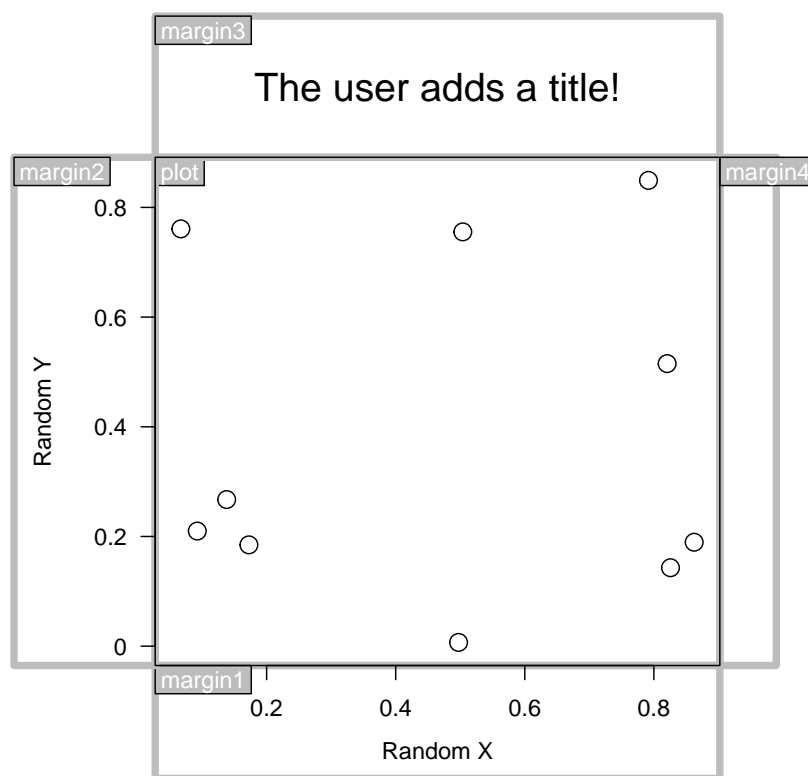 margin3
The user adds a title!
margin2
plot
margin4
0.8
0.6
0.4
0.2
0
Random Y
margin1
0.2 0.4 0.6 0.8
Random X